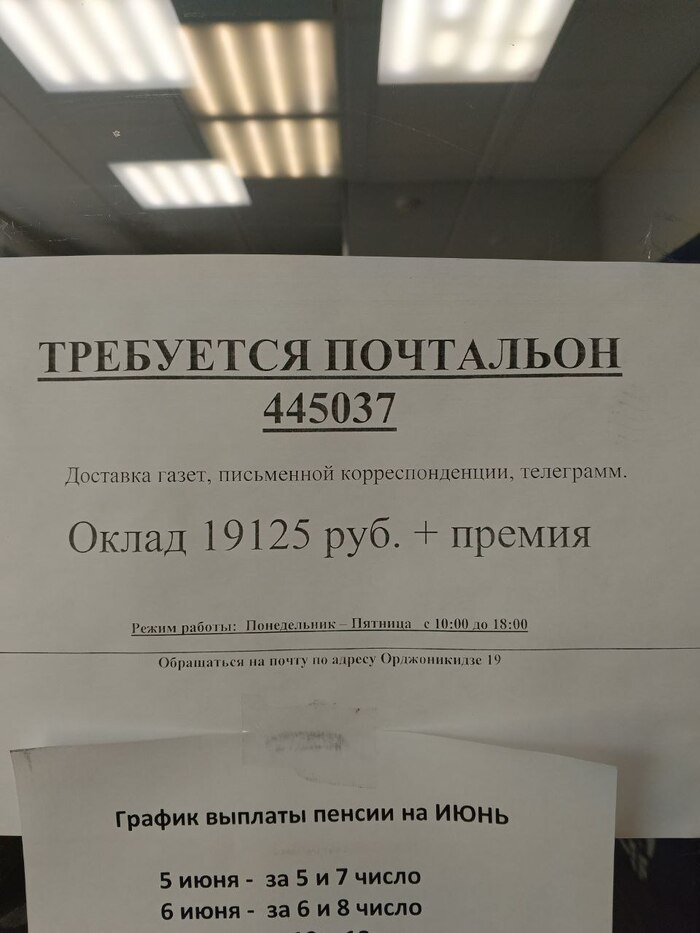 ТРЕБУЕТСЯ ПОЧТАЛЬОН
445037
Доставка газет, письменной корреспонденции, телеграмм.
Оклад 19125 руб. + премия
Режим работы: Понедельник – Пятница с 10:00 до 18:00
Обращаться на почту по адресу Орджоникидзе 19
График выплаты пенсии на ИЮНЬ
5 июня - за 5 и 7 число
6 июня - за 6 и 8 число